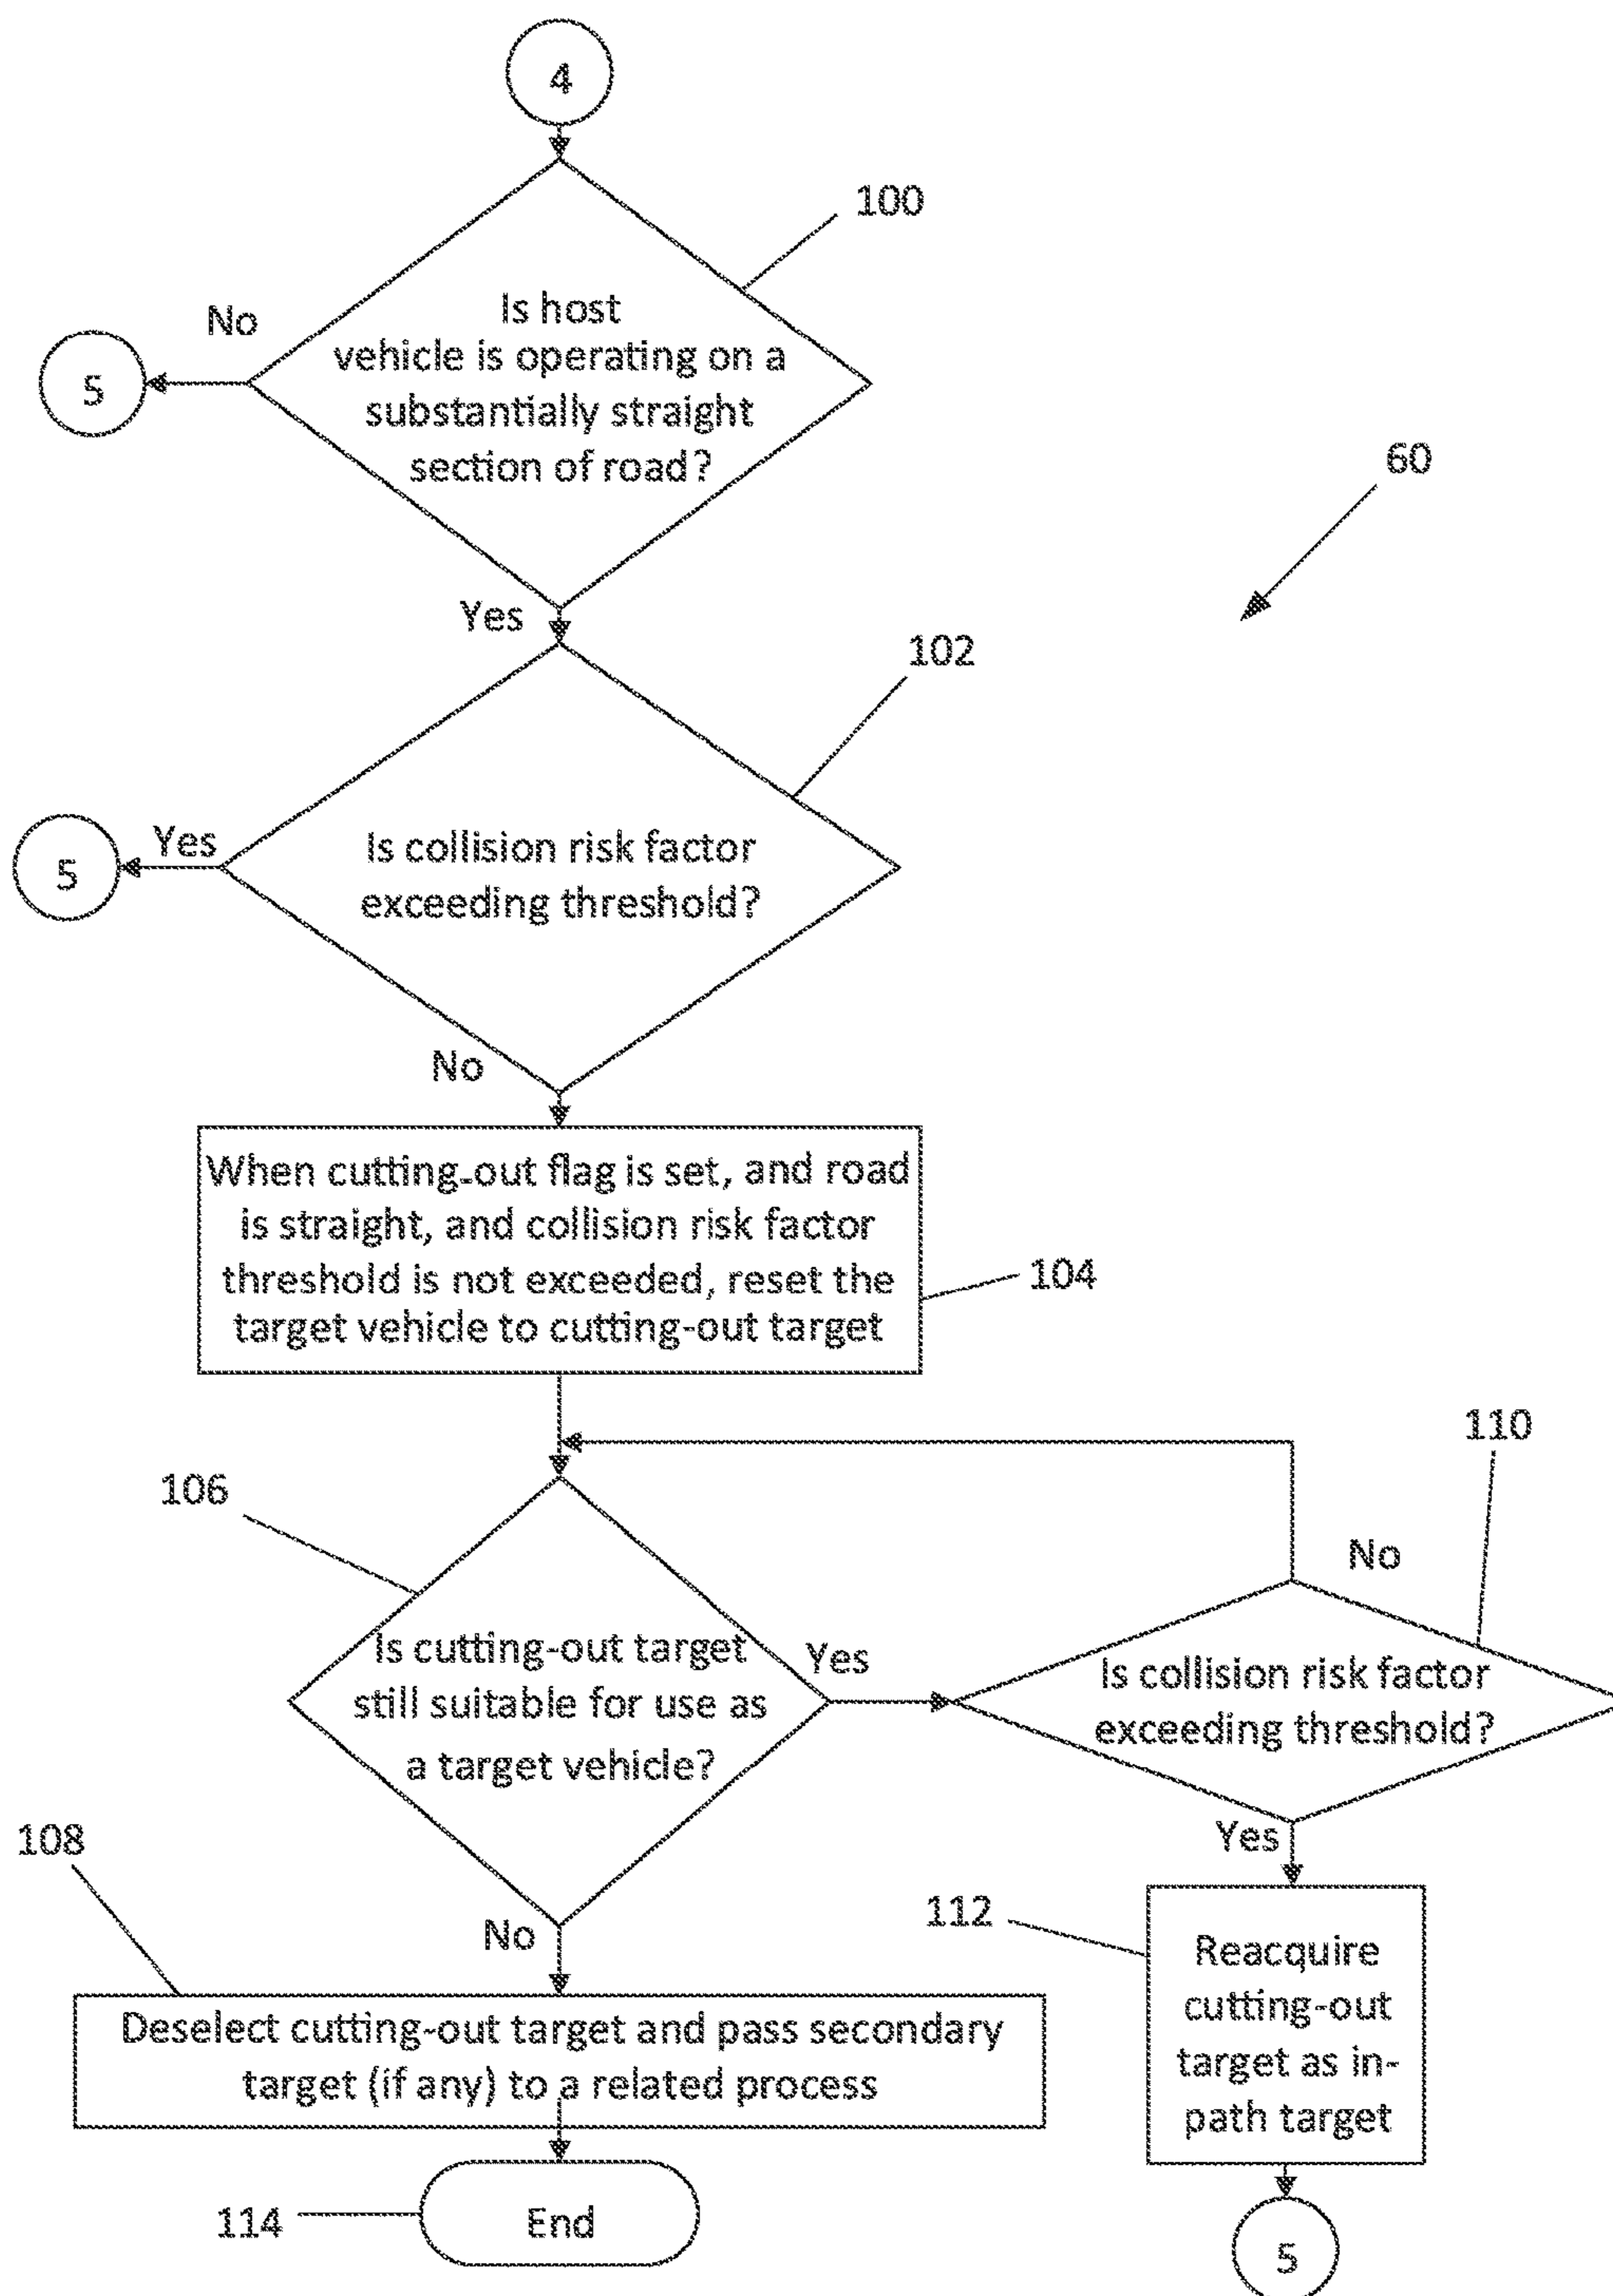 4
100
Is host
vehicle is operating on a
substantially straight
section of road?
No
5
60
Yes
102
Is collision risk factor
exceeding threshold?
Yes
5
No
When cutting-out flag is set, and road
is straight, and collision risk factor
threshold is not exceeded, reset the
target vehicle to cutting-out target
104
110
106
No
Is cutting-out target
still suitable for use as
a target vehicle?
Yes
Is collision risk factor
exceeding threshold?
108
Yes
No
112
Reacquire
cutting-out
target as in-
path target
Deselect cutting-out target and pass secondary
target (if any) to a related process
114
End
5